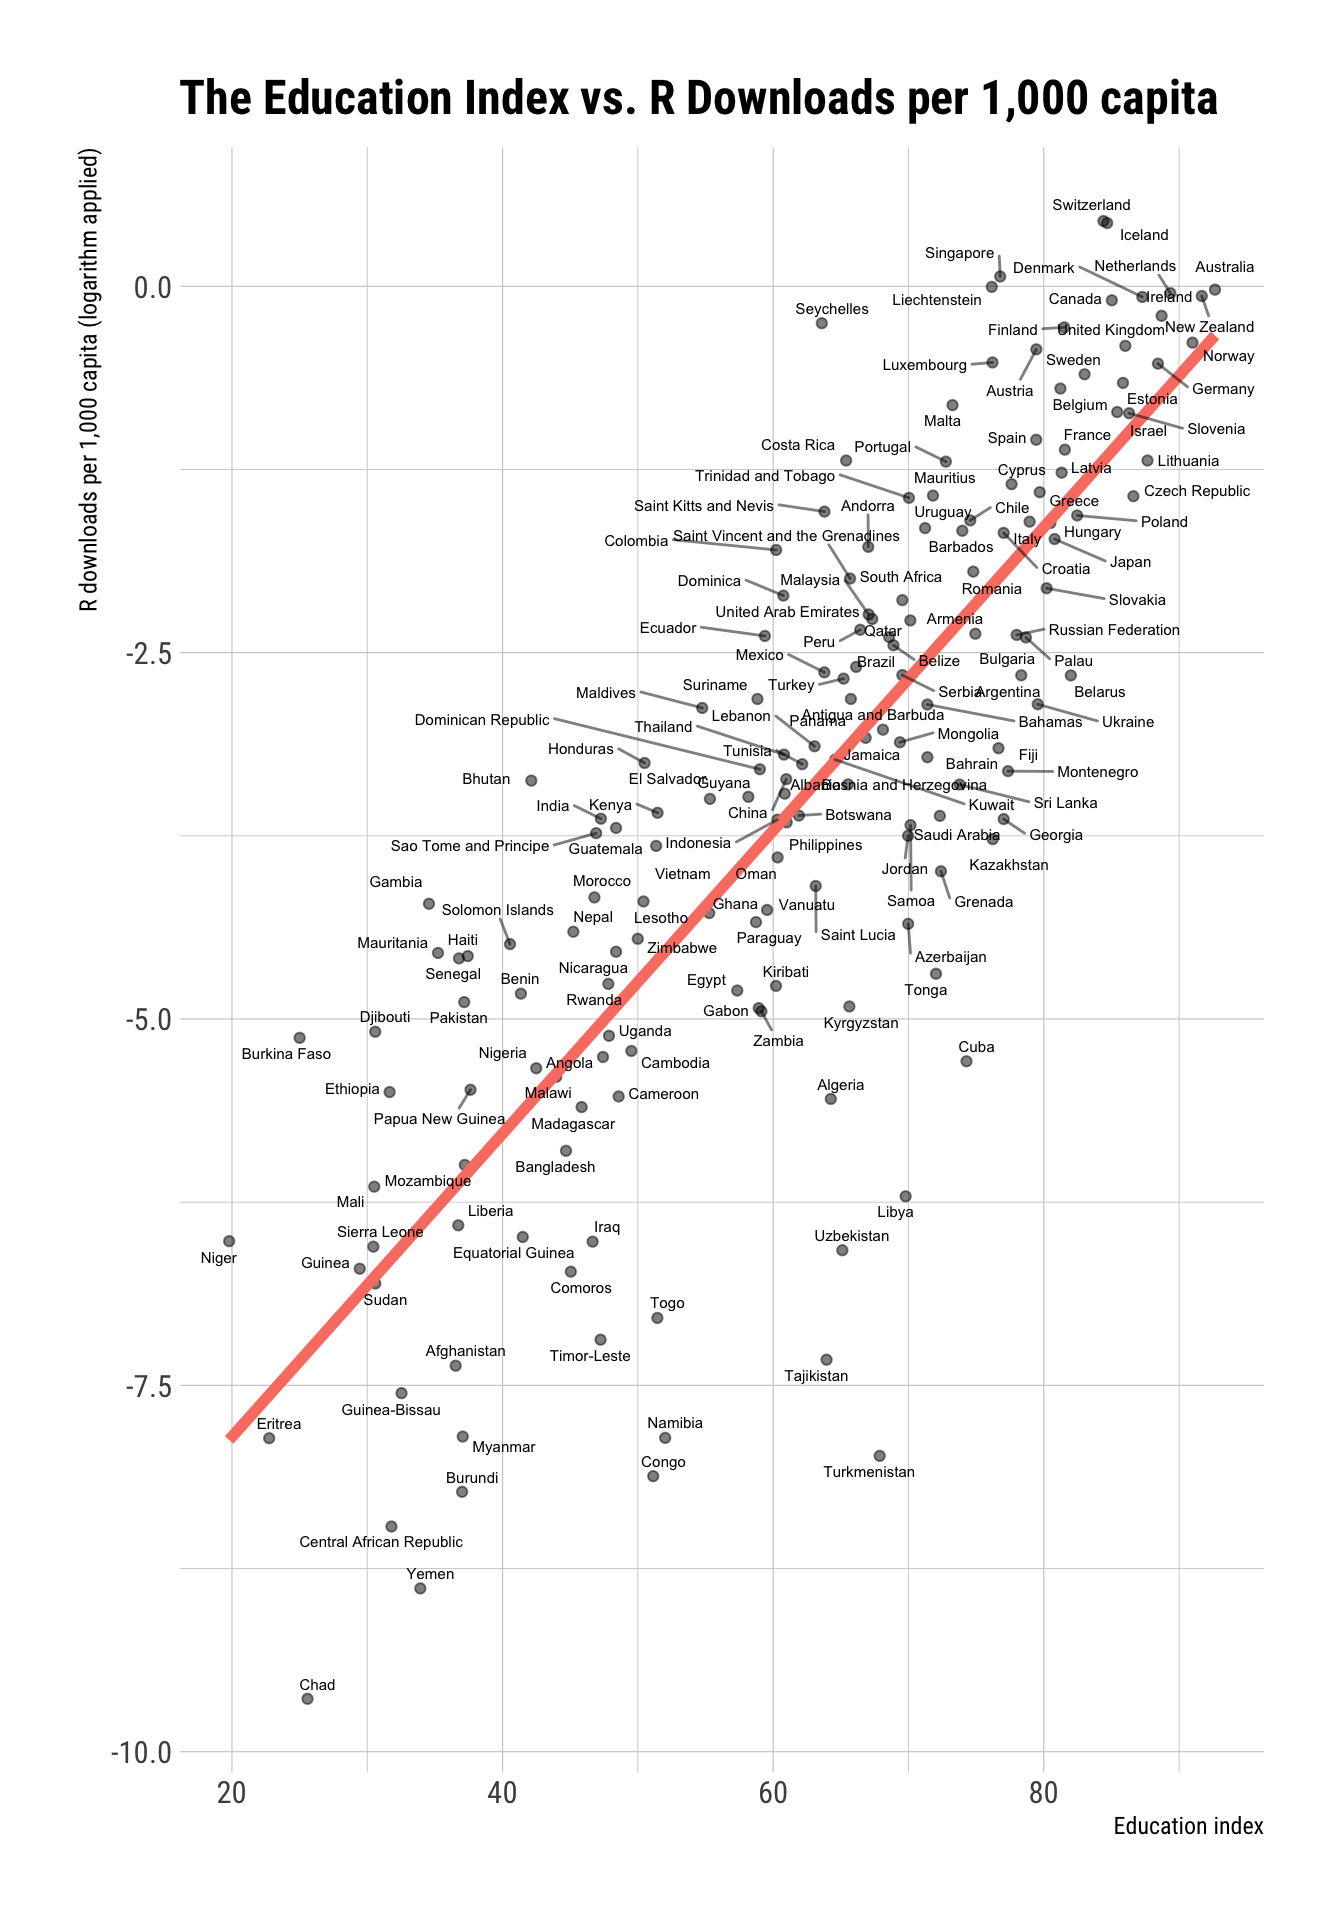 The Education Index vs. R Downloads per 1,000 capita
R downloads per 1,000 capita (logarithm applied)
Switzerland
Iceland
Singapore
Denmark
Netherlands
Australia
0.0
Liechtenstein
Canada
Ireland
Seychelles
Finland
United Kingdom
New Zealand
Luxembourg
Sweden
Norway
Austria
Germany
Belgium
Estonia
Malta
Slovenia
Israel
Spain
France
Costa Rica
Portugal
Lithuania
Latvia
Cyprus
Trinidad and Tobago
Mauritius
Czech Republic
Greece
Saint Kitts and Nevis
Andorra
Uruguay
Chile
Poland
Hungary
Colombia
Saint Vincent and the Grenadines
Italy
Barbados
Japan
Croatia
Dominica
Malaysia
South Africa
Romania
Slovakia
United Arab Emirates
Armenia
Ecuador
Qatar
Russian Federation
Peru
-2.5
Mexico
Brazil
Belize
Bulgaria
Palau
Suriname
Turkey
Maldives
Serbia
Argentina
Belarus
Dominican Republic
Lebanon
Panama
Antigua and Barbuda
Bahamas
Ukraine
Thailand
Mongolia
Honduras
Tunisia
Jamaica
Fiji
Bahrain
Montenegro
Bhutan
El Salvador
Guyana
Albania
Bosnia and Herzegovina
India
Kenya
China
Kuwait
Sri Lanka
Botswana
Saudi Arabia
Georgia
Sao Tome and Principe
Guatemala
Indonesia
Philippines
Kazakhstan
Jordan
Gambia
Morocco
Vietnam
Oman
Samoa
Grenada
Solomon Islands
Nepal
Lesotho
Ghana
Vanuatu
Saint Lucia
Mauritania
Haiti
Zimbabwe
Paraguay
Azerbaijan
Senegal
Benin
Nicaragua
Egypt
Kiribati
Tonga
Rwanda
Gabon
-5.0
Djibouti
Pakistan
Kyrgyzstan
Burkina Faso
Uganda
Zambia
Cuba
Nigeria
Angola
Cambodia
Ethiopia
Malawi
Cameroon
Algeria
Papua New Guinea
Madagascar
Bangladesh
Mozambique
Mali
Liberia
Libya
Niger
Sierra Leone
Iraq
Uzbekistan
Guinea
Equatorial Guinea
Sudan
Comoros
Togo
Afghanistan
Timor-Leste
Tajikistan
-7.5
Guinea-Bissau
Eritrea
Myanmar
Namibia
Burundi
Congo
Turkmenistan
Central African Republic
Yemen
Chad
-10.0
20
40
60
80
Education index